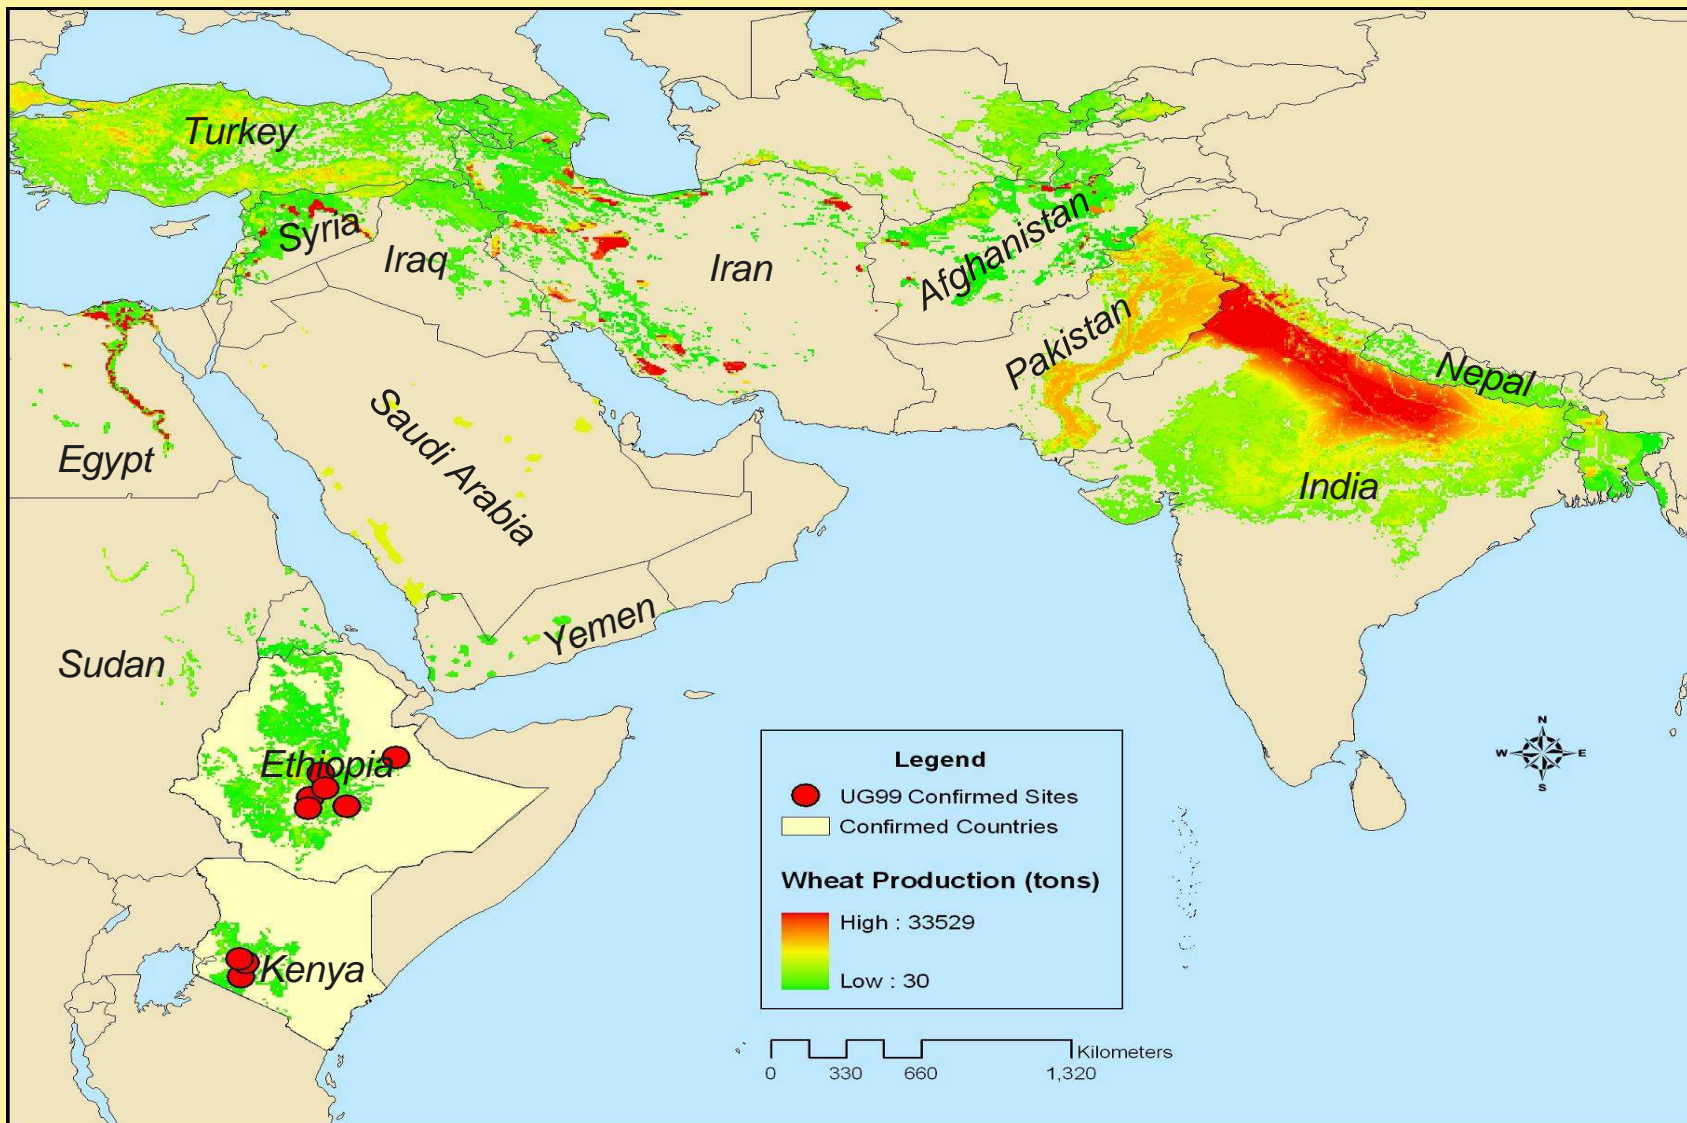 Turkey
Syria
Iraq
Iran
Afghanistan
Pakistan
Nepal
India
Egypt
Saudi Arabia
Yemen
Sudan
Ethiopia
Kenya
Legend
UG99 Confirmed Sites
Confirmed Countries
Wheat Production (tons)
High : 33529
Low : 30
N
W E
S
Kilometers
0 330 660 1,320